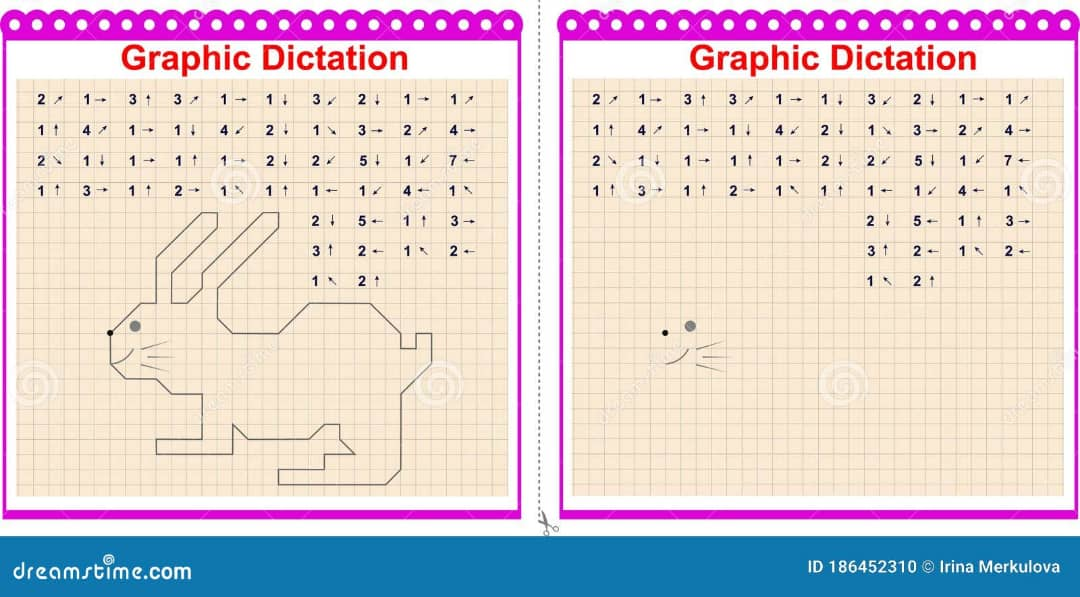 Graphic Dictation
2 ↗ 1 → 3 ↑ 3 ↗ 1 → 1 ↓ 3 ↙ 2 ↓ 1 → 1 ↗
1 ↑ 4 ↗ 1 → 1 ↓ 4 ↙ 2 ↓ 1 ↘ 3 → 2 ↗ 4 →
2 ↘ 1 ↓ 1 → 1 ↑ 1 → 2 ↓ 2 ↙ 5 ↓ 1 ↙ 7 ←
1 ↑ 3 → 1 ↑ 2 → 1 ↖ 1 ↑ 1 ← 1 ↙ 4 ← 1 ↖
2 ↓ 5 ← 1 ↑ 3 →
3 ↑ 2 ← 1 ↖ 2 ←
1 ↖ 2 ↑
Graphic Dictation
2 ↗ 1 → 3 ↑ 3 ↗ 1 → 1 ↓ 3 ↙ 2 ↓ 1 → 1 ↗
1 ↑ 4 ↗ 1 → 1 ↓ 4 ↙ 2 ↓ 1 ↘ 3 → 2 ↗ 4 →
2 ↘ 1 ↓ 1 → 1 ↑ 1 → 2 ↓ 2 ↙ 5 ↓ 1 ↙ 7 ←
1 ↑ 3 → 1 ↑ 2 → 1 ↖ 1 ↑ 1 ← 1 ↙ 4 ← 1 ↖
2 ↓ 5 ← 1 ↑ 3 →
3 ↑ 2 ← 1 ↖ 2 ←
1 ↖ 2 ↑
dreamstime.com
ID 186452310 © Irina Merkulova